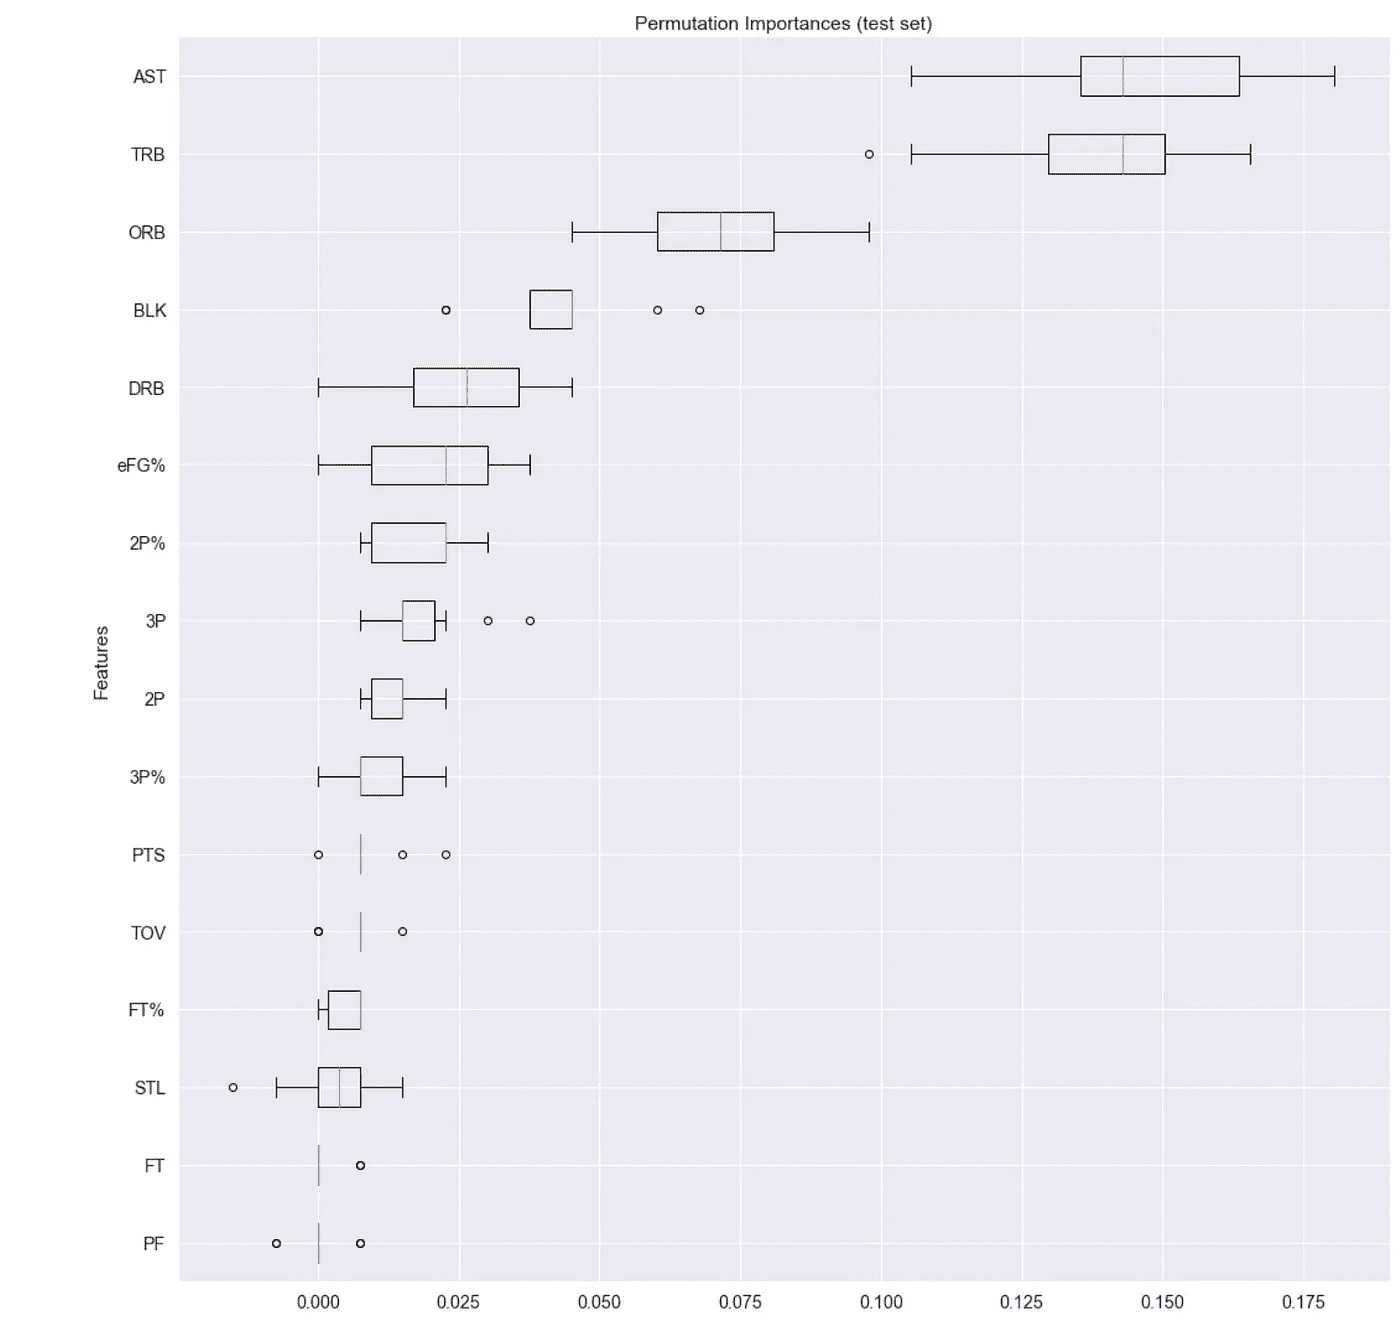 Permutation Importances (test set)
AST
TRB
ORB
BLK
DRB
eFG%
2P%
3P
2P
3P%
PTS
TOV
FT%
STL
FT
PF
Features
0.000 0.025 0.050 0.075 0.100 0.125 0.150 0.175